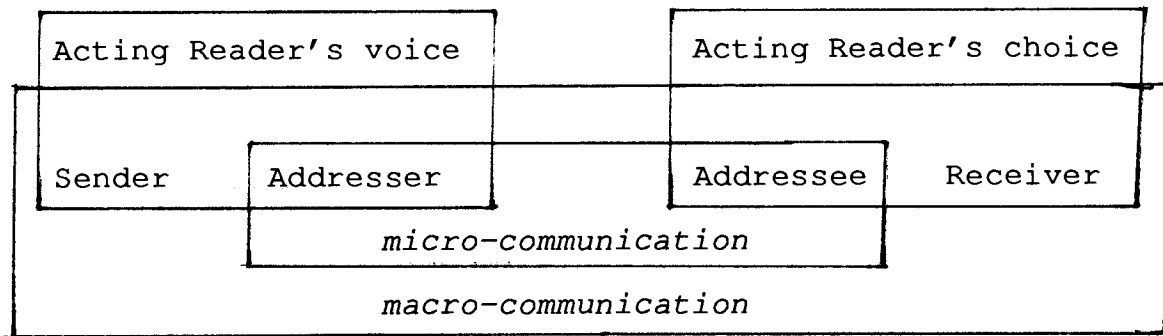 Acting Reader's voice Acting Reader's choice
Sender Addresser Addressee Receiver
micro-communication
macro-communication